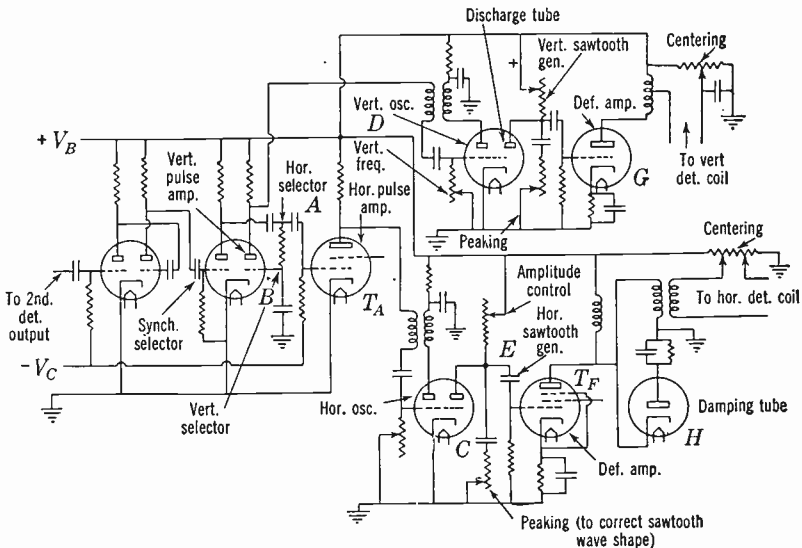 Discharge tube
Vert. sawtooth
gen.
Centering
+
Vert. osc.
D
Def. amp.
+ V_B
Vert.
pulse
amp.
Hor.
selector
A
Hor. pulse
amp.
Vert.
freq.
G
To vert
det. coil
Peaking
Centering
To 2nd.
det.
output
Synch.
selector
B
T_A
Amplitude
control
To hor. det. coil
E
Hor.
sawtooth
gen.
T_F
- V_C
Vert.
selector
Hor. osc.
C
Def. amp.
Damping tube
H
Peaking (to correct sawtooth
wave shape)